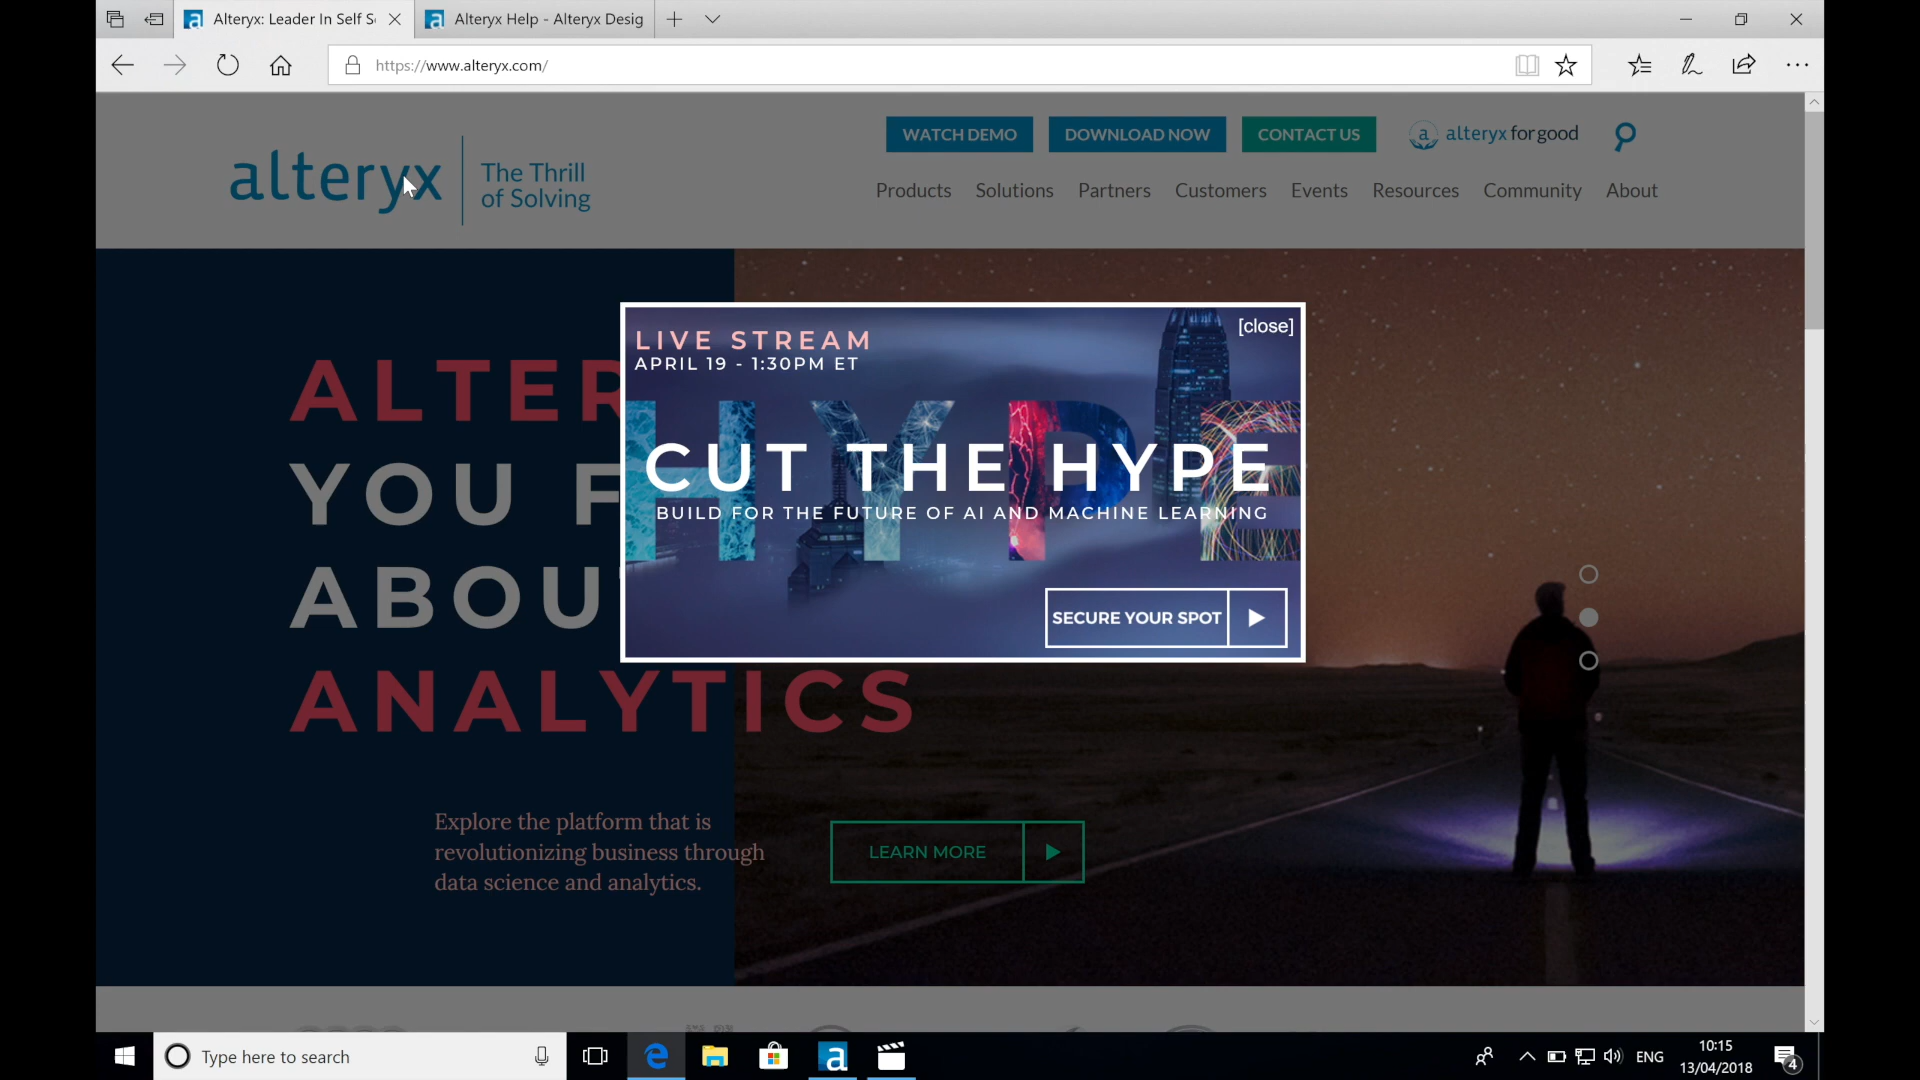 Alteryx: Leader In Self S
Alteryx Help - Alteryx Desig
https://www.alteryx.com/
WATCH DEMO
DOWNLOAD NOW
CONTACT US
a alteryx for good
alteryx
The Thrill
of Solving
Products
Solutions
Partners
Customers
Events
Resources
Community
About
LIVE STREAM
[close]
APRIL 19 - 1:30PM ET
HYPE
CUT THE HYPE
BUILD FOR THE FUTURE OF AI AND MACHINE LEARNING
SECURE YOUR SPOT
ALTER
YOU F
ABOU
ANALYTICS
Explore the platform that is
revolutionizing business through
data science and analytics.
LEARN MORE
Type here to search
ENG
10:15
13/04/2018
4